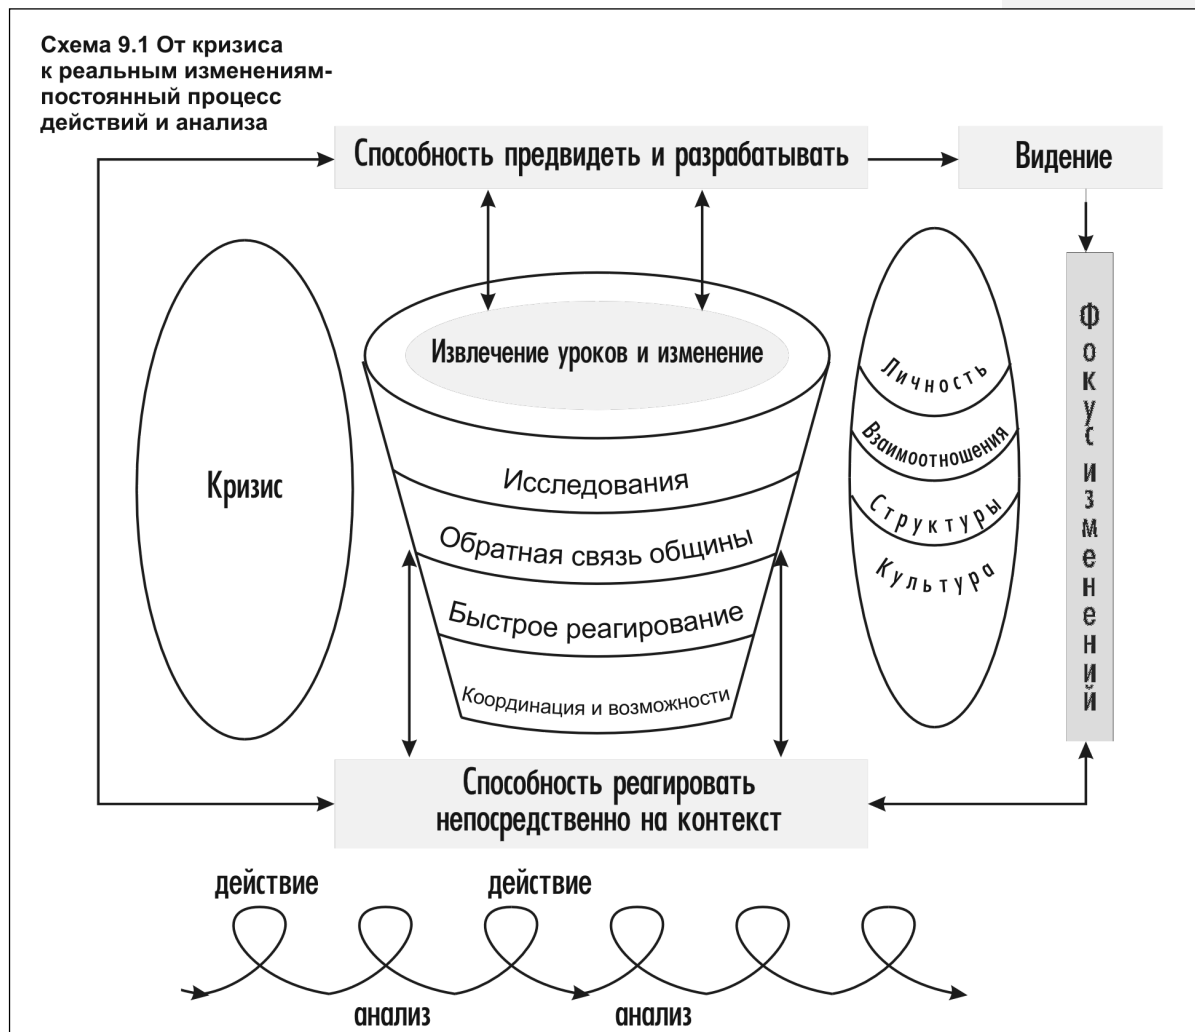 Схема 9.1 От кризиса
к реальным изменениям-
постоянный процесс
действий и анализа
Способность предвидеть и разрабатывать
Видение
Кризис
Извлечение уроков и изменение
Исследования
Обратная связь общины
Быстрое реагирование
Координация и возможности
Личность
Взаимоотношения
Структуры
Культура
Фокус изменений
Способность реагировать
непосредственно на контекст
действие
действие
анализ
анализ